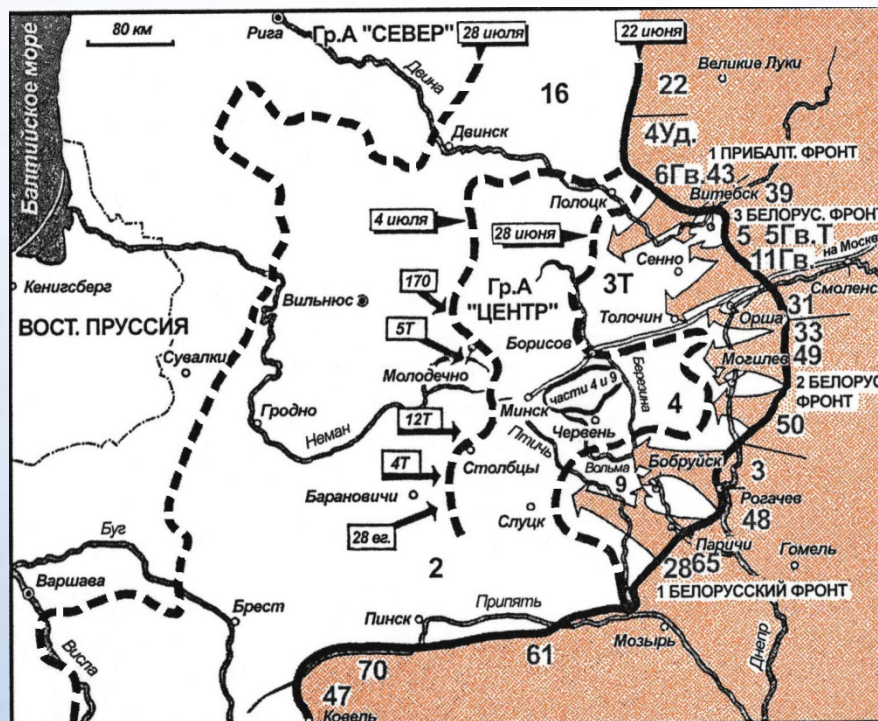 80 км
Рига
Гр.А "СЕВЕР"
28 июля
22 июня
Балтийское море
Двина
16
22
Великие Луки
Двинск
4Уд.
1 ПРИБАЛТ. ФРОНТ
6Гв.
43
Витебск
39
Полоцк
3 БЕЛОРУС. ФРОНТ
4 июля
28 июня
5
5Гв.Т
11Гв.
на Москв
Сенно
Смоленск
Кенигсберг
170
Гр.А
"ЦЕНТР"
3Т
Вильнюс
Толочин
Орша
31
33
ВОСТ. ПРУССИЯ
5Т
Борисов
Могилев
49
Сувалки
Молодечно
Березина
2 БЕЛОРУС
ФРОНТ
части 4 и 9
4
Минск
Гродно
Неман
12Т
Птичь
Червень
50
Столбцы
Вольма
Бобруйск
3
4Т
9
Рогачев
Барановичи
Слуцк
48
28 вг.
Буг
2
Паричи
Гомель
28
65
Варшава
1 БЕЛОРУССКИЙ ФРОНТ
Брест
Пинск
Припять
Мозырь
Висла
Днепр
61
70
47
Ковель